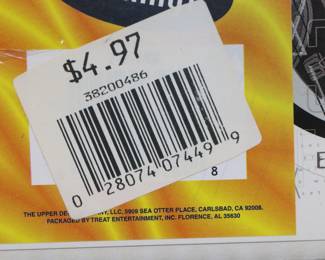 $4.97
38200486
0 28074 07449 9
8
THE UPPER DE NY, LLC, 5909 SEA OTTER PLACE, CARLSBAD, CA 92008.
PACKAGED BY TREAT ENTERTAINMENT, INC. FLORENCE, AL 35630